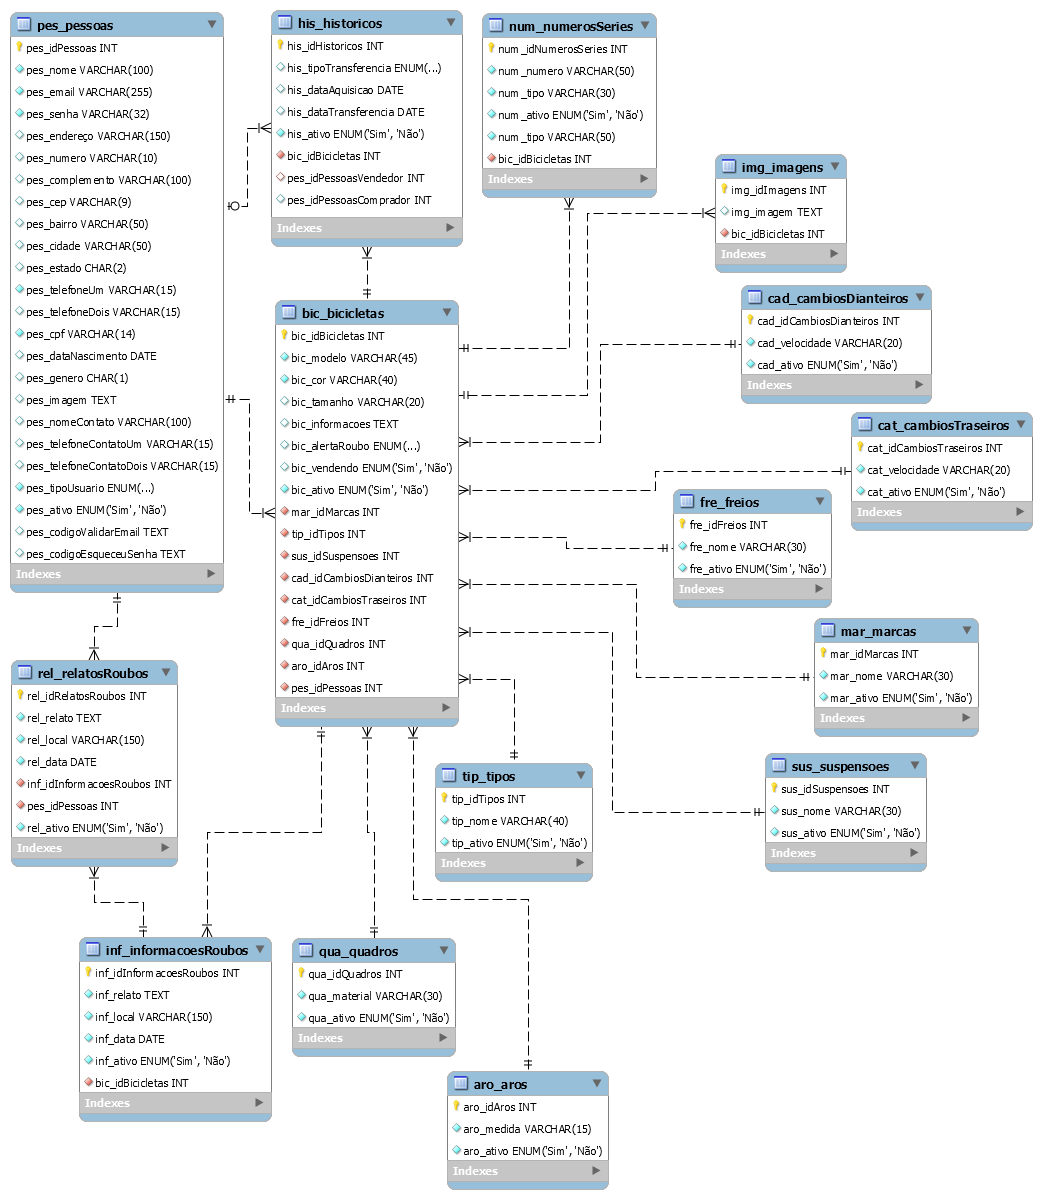 pes_pessoas
pes_idPessoas INT
pes_nome VARCHAR(100)
pes_email VARCHAR(255)
pes_senha VARCHAR(32)
pes_endereço VARCHAR(150)
pes_numero VARCHAR(10)
pes_complemento VARCHAR(100)
pes_cep VARCHAR(9)
pes_bairro VARCHAR(50)
pes_cidade VARCHAR(50)
pes_estado CHAR(2)
pes_telefoneUm VARCHAR(15)
pes_telefoneDois VARCHAR(15)
pes_cpf VARCHAR(14)
pes_dataNascimento DATE
pes_genero CHAR(1)
pes_imagem TEXT
pes_nomeContato VARCHAR(100)
pes_telefoneContatoUm VARCHAR(15)
pes_telefoneContatoDois VARCHAR(15)
pes_tipoUsuario ENUM(...)
pes_ativo ENUM('Sim', 'Não')
pes_codigoValidarEmail TEXT
pes_codigoEsqueceuSenha TEXT
Indexes
his_historicos
his_idHistoricos INT
his_tipoTransferencia ENUM(...)
his_dataAquisicao DATE
his_dataTransferencia DATE
his_ativo ENUM('Sim', 'Não')
bic_idBicicletas INT
pes_idPessoasVendedor INT
pes_idPessoasComprador INT
Indexes
num_numerosSeries
num_idNumerosSeries INT
num_numero VARCHAR(50)
num_tipo VARCHAR(30)
num_ativo ENUM('Sim', 'Não')
num_tipo VARCHAR(50)
bic_idBicicletas INT
Indexes
img_imagens
img_idImagens INT
img_imagem TEXT
bic_idBicicletas INT
Indexes
cad_cambiosDianteiros
cad_idCambiosDianteiros INT
cad_velocidade VARCHAR(20)
cad_ativo ENUM('Sim', 'Não')
Indexes
bic_bicicletas
bic_idBicicletas INT
bic_modelo VARCHAR(45)
bic_cor VARCHAR(40)
bic_tamanho VARCHAR(20)
bic_informacoes TEXT
bic_alertaRoubo ENUM(...)
bic_vendendo ENUM('Sim', 'Não')
bic_ativo ENUM('Sim', 'Não')
mar_idMarcas INT
tip_idTipos INT
sus_idSuspensoes INT
cad_idCambiosDianteiros INT
cat_idCambiosTraseiros INT
fre_idFreios INT
qua_idQuadros INT
aro_idAros INT
pes_idPessoas INT
Indexes
cat_cambiosTraseiros
cat_idCambiosTraseiros INT
cat_velocidade VARCHAR(20)
cat_ativo ENUM('Sim', 'Não')
Indexes
fre_freios
fre_idFreios INT
fre_nome VARCHAR(30)
fre_ativo ENUM('Sim', 'Não')
Indexes
mar_marcas
mar_idMarcas INT
mar_nome VARCHAR(30)
mar_ativo ENUM('Sim', 'Não')
Indexes
rel_relatosRoubos
rel_idRelatosRoubos INT
rel_relato TEXT
rel_local VARCHAR(150)
rel_data DATE
inf_idInformacoesRoubos INT
pes_idPessoas INT
rel_ativo ENUM('Sim', 'Não')
Indexes
tip_tipos
tip_idTipos INT
tip_nome VARCHAR(40)
tip_ativo ENUM('Sim', 'Não')
Indexes
sus_suspensoes
sus_idSuspensoes INT
sus_nome VARCHAR(30)
sus_ativo ENUM('Sim', 'Não')
Indexes
inf_informacoesRoubos
inf_idInformacoesRoubos INT
inf_relato TEXT
inf_local VARCHAR(150)
inf_data DATE
inf_ativo ENUM('Sim', 'Não')
bic_idBicicletas INT
Indexes
qua_quadros
qua_idQuadros INT
qua_material VARCHAR(30)
qua_ativo ENUM('Sim', 'Não')
Indexes
aro_aros
aro_idAros INT
aro_medida VARCHAR(15)
aro_ativo ENUM('Sim', 'Não')
Indexes